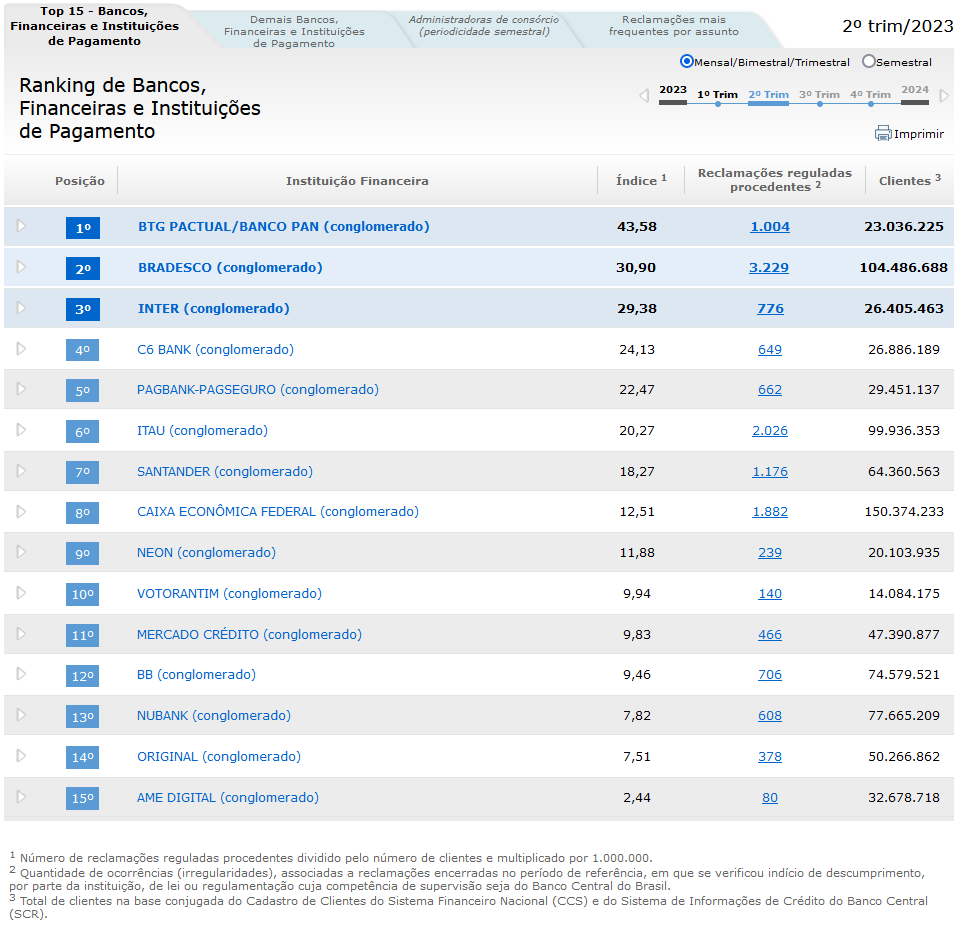 Top 15 - Bancos,
Financeiras e Instituições
de Pagamento
Demais Bancos,
Financeiras e Instituições
de Pagamento
Administradoras de consórcio
(periodicidade semestral)
Reclamações mais
frequentes por assunto
2º trim/2023
Mensal/Bimestral/Trimestral Semestral
Ranking de Bancos,
Financeiras e Instituições
de Pagamento
2023 1º Trim 2º Trim 3º Trim 4º Trim 2024
Imprimir
Posição Instituição Financeira Índice 1 Reclamações reguladas procedentes 2 Clientes 3
1º BTG PACTUAL/BANCO PAN (conglomerado) 43,58 1.004 23.036.225
2º BRADESCO (conglomerado) 30,90 3.229 104.486.688
3º INTER (conglomerado) 29,38 776 26.405.463
4º C6 BANK (conglomerado) 24,13 649 26.886.189
5º PAGBANK-PAGSEGURO (conglomerado) 22,47 662 29.451.137
6º ITAU (conglomerado) 20,27 2.026 99.936.353
7º SANTANDER (conglomerado) 18,27 1.176 64.360.563
8º CAIXA ECONÔMICA FEDERAL (conglomerado) 12,51 1.882 150.374.233
9º NEON (conglomerado) 11,88 239 20.103.935
10º VOTORANTIM (conglomerado) 9,94 140 14.084.175
11º MERCADO CRÉDITO (conglomerado) 9,83 466 47.390.877
12º BB (conglomerado) 9,46 706 74.579.521
13º NUBANK (conglomerado) 7,82 608 77.665.209
14º ORIGINAL (conglomerado) 7,51 378 50.266.862
15º AME DIGITAL (conglomerado) 2,44 80 32.678.718
1 Número de reclamações reguladas procedentes dividido pelo número de clientes e multiplicado por 1.000.000.
2 Quantidade de ocorrências (irregularidades), associadas a reclamações encerradas no período de referência, em que se verificou indício de descumprimento,
por parte da instituição, de lei ou regulamentação cuja competência de supervisão seja do Banco Central do Brasil.
3 Total de clientes na base conjugada do Cadastro de Clientes do Sistema Financeiro Nacional (CCS) e do Sistema de Informações de Crédito do Banco Central
(SCR).